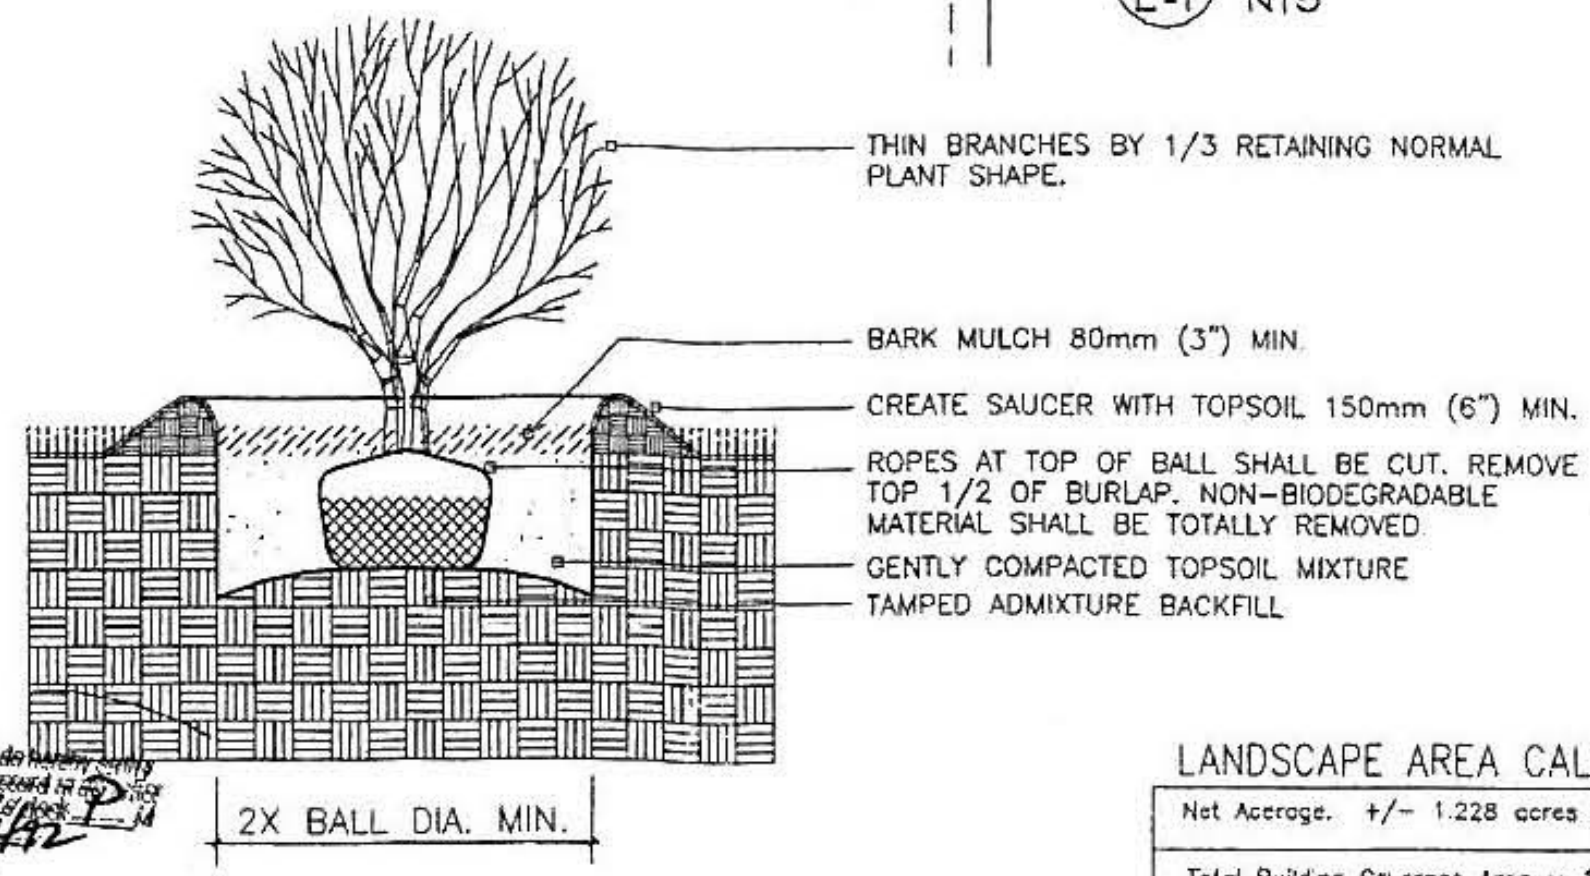 NTS
THIN BRANCHES BY 1/3 RETAINING NORMAL
PLANT SHAPE.
BARK MULCH 80mm (3") MIN.
CREATE SAUCER WITH TOPSOIL 150mm (6") MIN.
ROPES AT TOP OF BALL SHALL BE CUT. REMOVE
TOP 1/2 OF BURLAP. NON-BIODEGRADABLE
MATERIAL SHALL BE TOTALLY REMOVED
GENTLY COMPACTED TOPSOIL MIXTURE
TAMPED ADMIXTURE BACKFILL
2X BALL DIA. MIN.
LANDSCAPE AREA CAL
Net Acerage. +/- 1.228 acres
Total Building